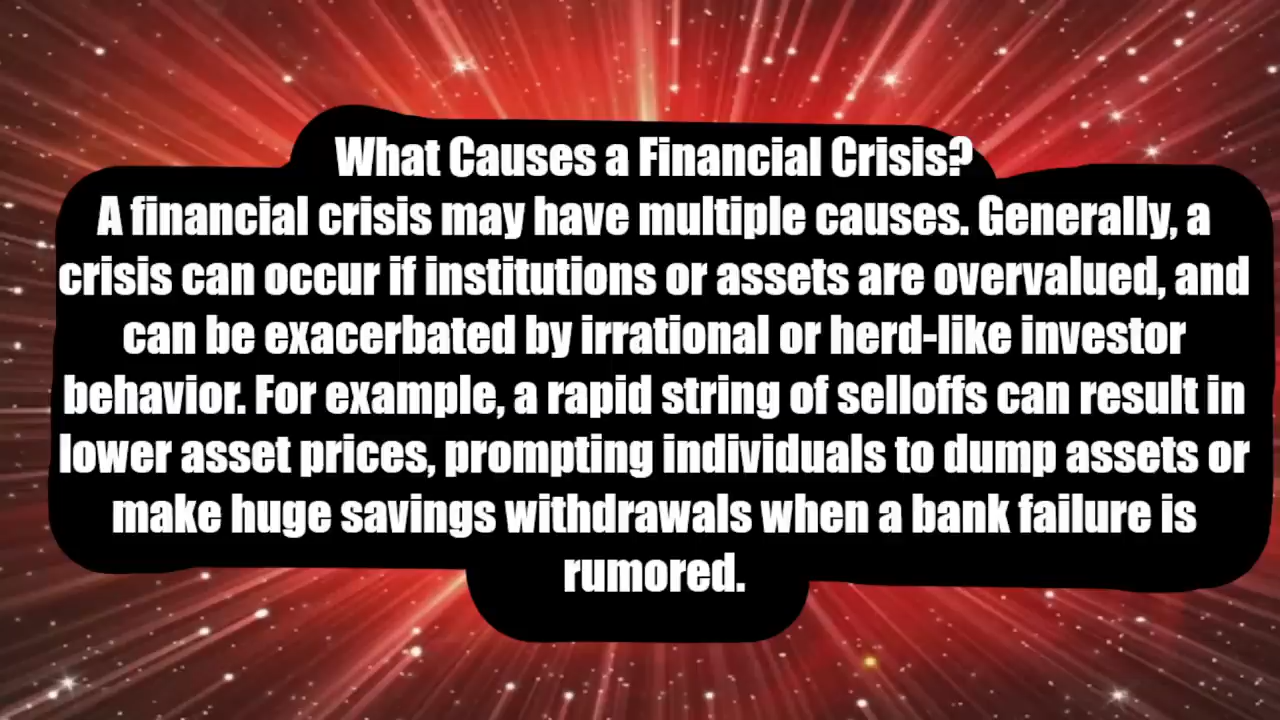 What Causes a Financial Crisis?
A financial crisis may have multiple causes. Generally, a
crisis can occur if institutions or assets are overvalued, and
can be exacerbated by irrational or herd-like investor
behavior. For example, a rapid string of selloffs can result in
lower asset prices, prompting individuals to dump assets or
make huge savings withdrawals when a bank failure is
rumored.